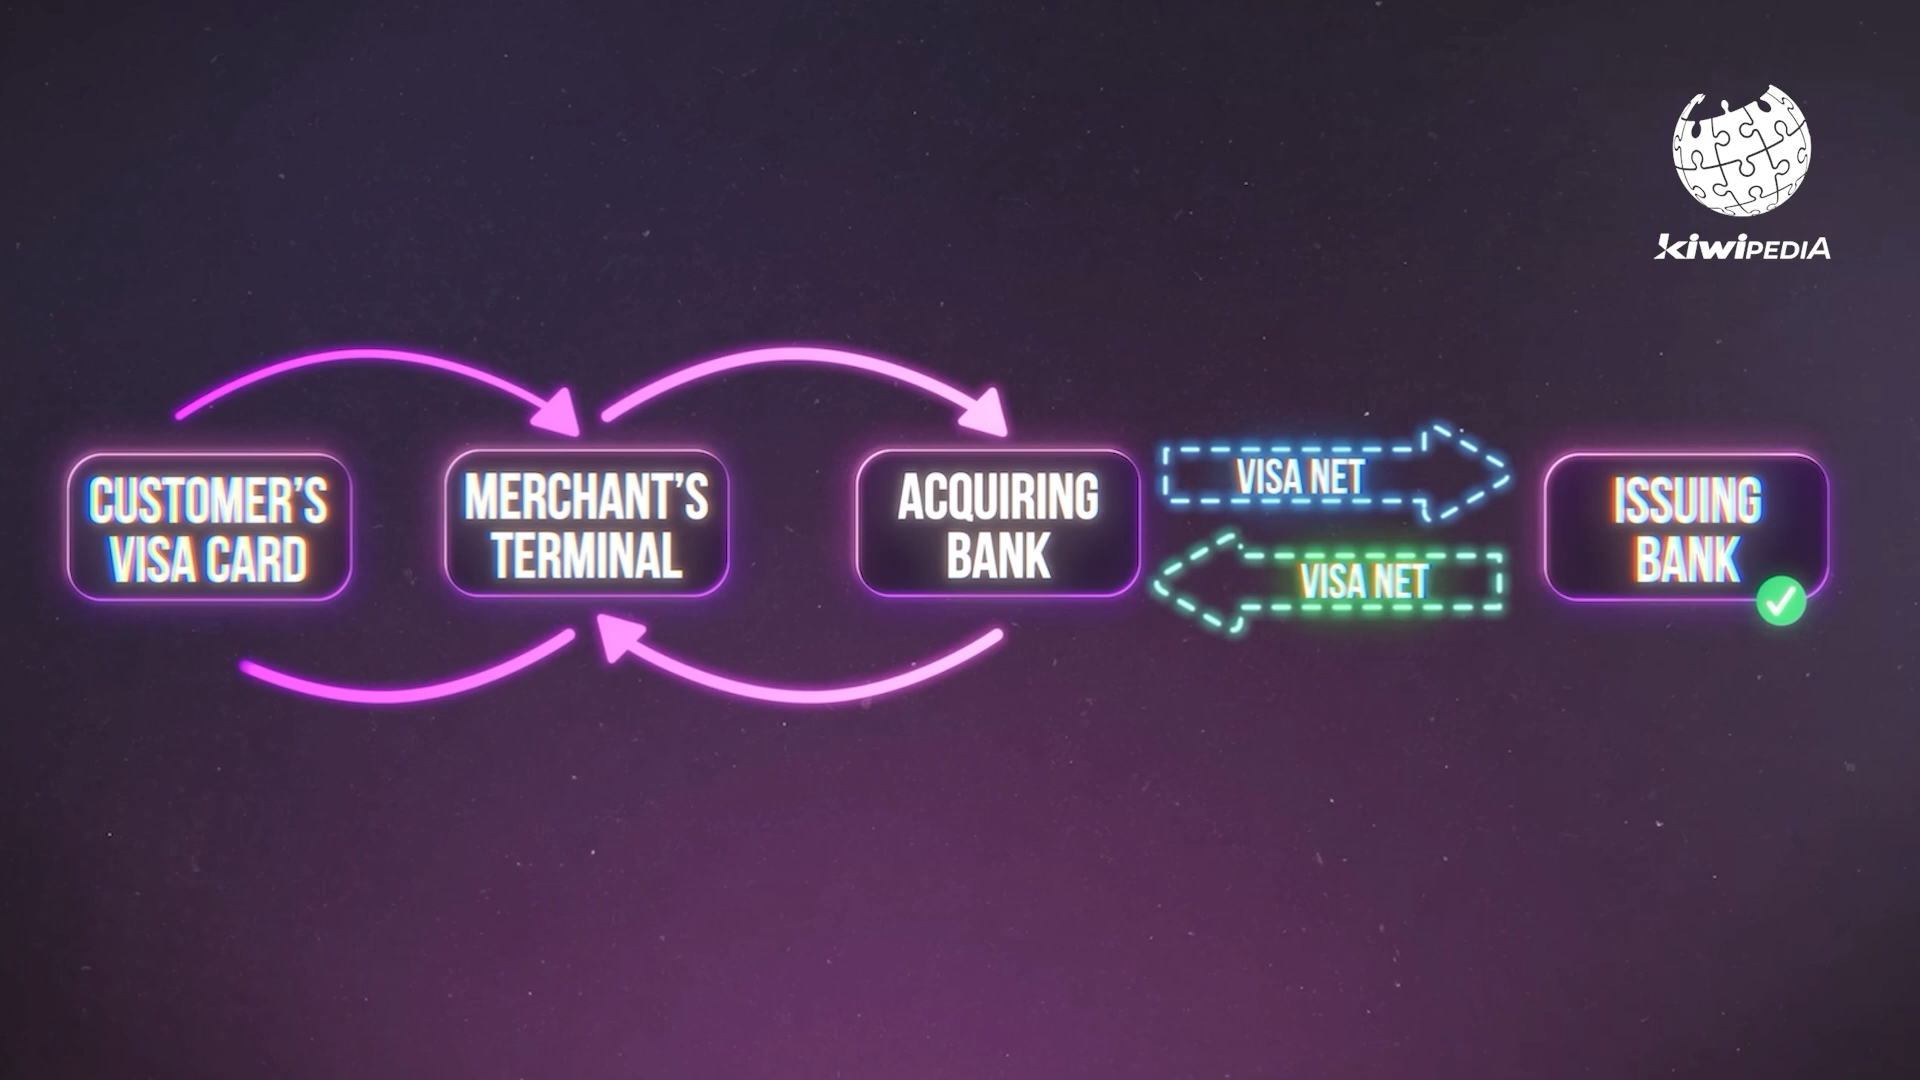 KIWIPEDIA
CUSTOMER'S
VISA CARD
MERCHANT'S
TERMINAL
ACQUIRING
BANK
VISA NET
VISA NET
ISSUING
BANK